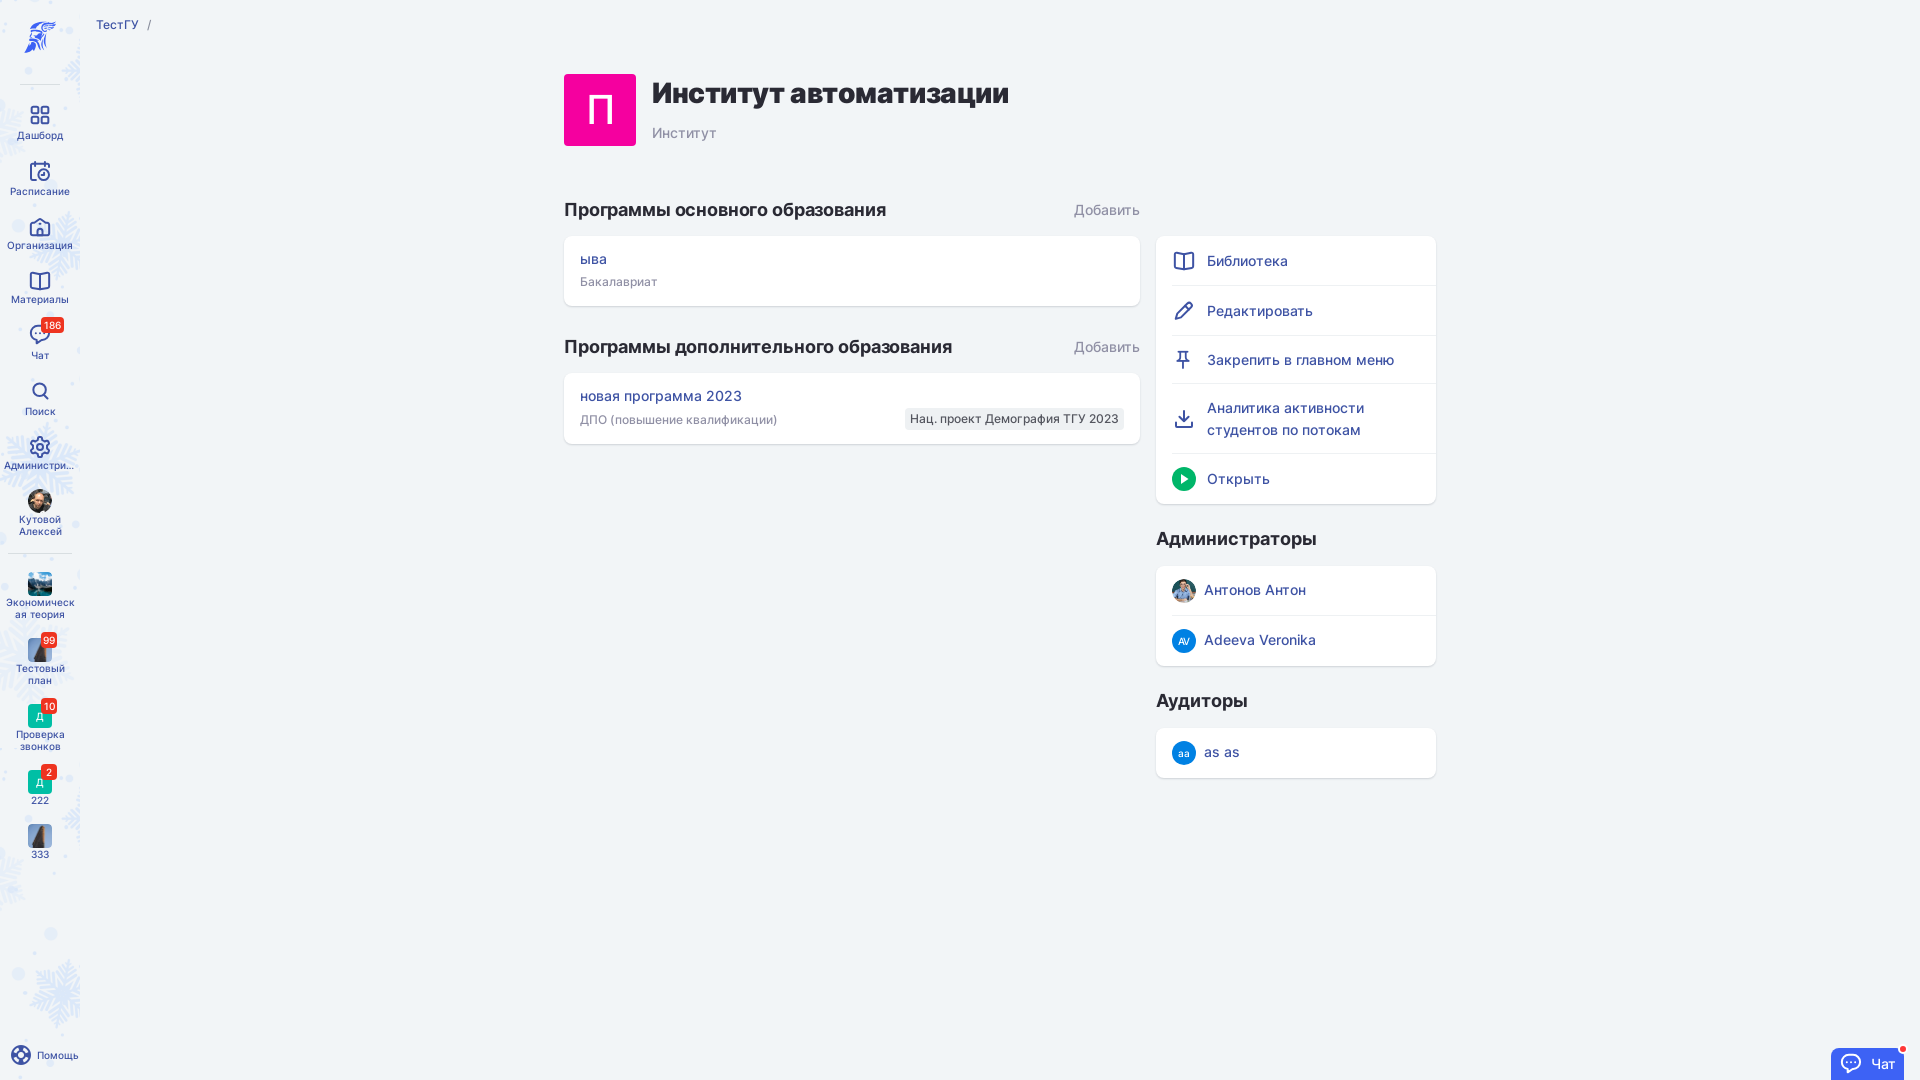 ТестГУ /
П
Институт автоматизации
Институт
Дашборд
Расписание
Организация
Материалы
186
Чат
Поиск
Администри...
Кутовой
Алексей
Экономическ
ая теория
99
Тестовый
план
10
Д
Проверка
звонков
2
Д
222
333
Помощь
Программы основного образования
Добавить
ыва
Бакалавриат
Программы дополнительного образования
Добавить
новая программа 2023
ДПО (повышение квалификации)
Нац. проект Демография ТГУ 2023
Библиотека
Редактировать
Закрепить в главном меню
Аналитика активности
студентов по потокам
Открыть
Администраторы
Антонов Антон
AV
Adeeva Veronika
Аудиторы
aa
as as
Чат